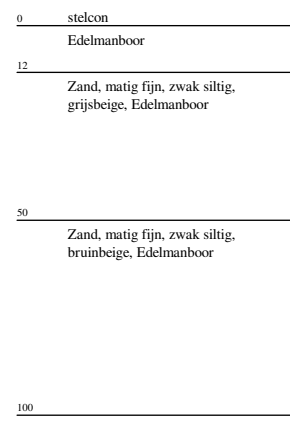 0 stelcon
Edelmanboor
12
Zand, matig fijn, zwak siltig,
grijsbeige, Edelmanboor
50
Zand, matig fijn, zwak siltig,
bruinbeige, Edelmanboor
100